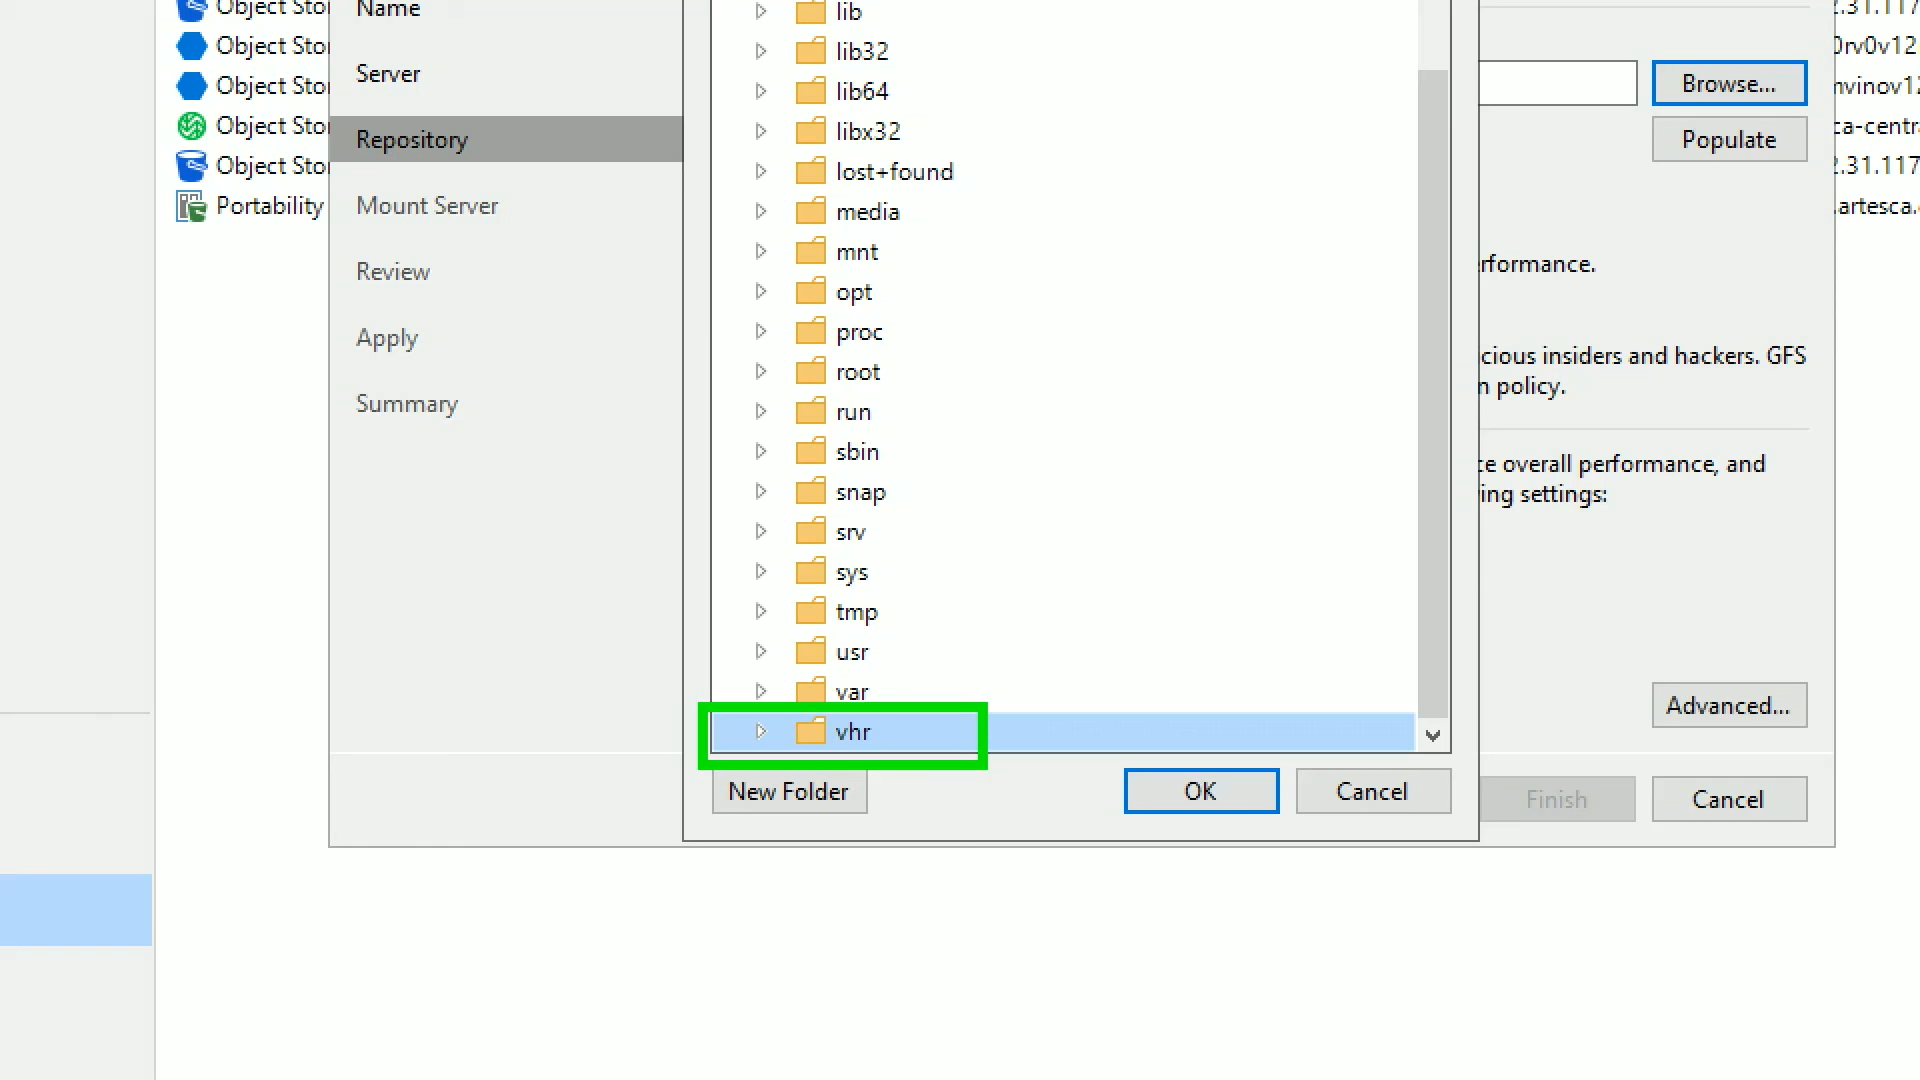 Object Sto
Object Sto
Object Sto
Object Sto
Object Sto
Portability
Name
Server
Repository
Mount Server
Review
Apply
Summary
lib
lib32
lib64
libx32
lost+found
media
mnt
opt
proc
root
run
sbin
snap
srv
sys
tmp
usr
var
vhr
New Folder
OK
Cancel
Browse...
Populate
rformance.
cious insiders and hackers. GFS
n policy.
ce overall performance, and
ing settings:
Advanced...
Finish
Cancel
2.31.117
0rv0v12
nvinov12
ca-centr
2.31.117
.artesca.